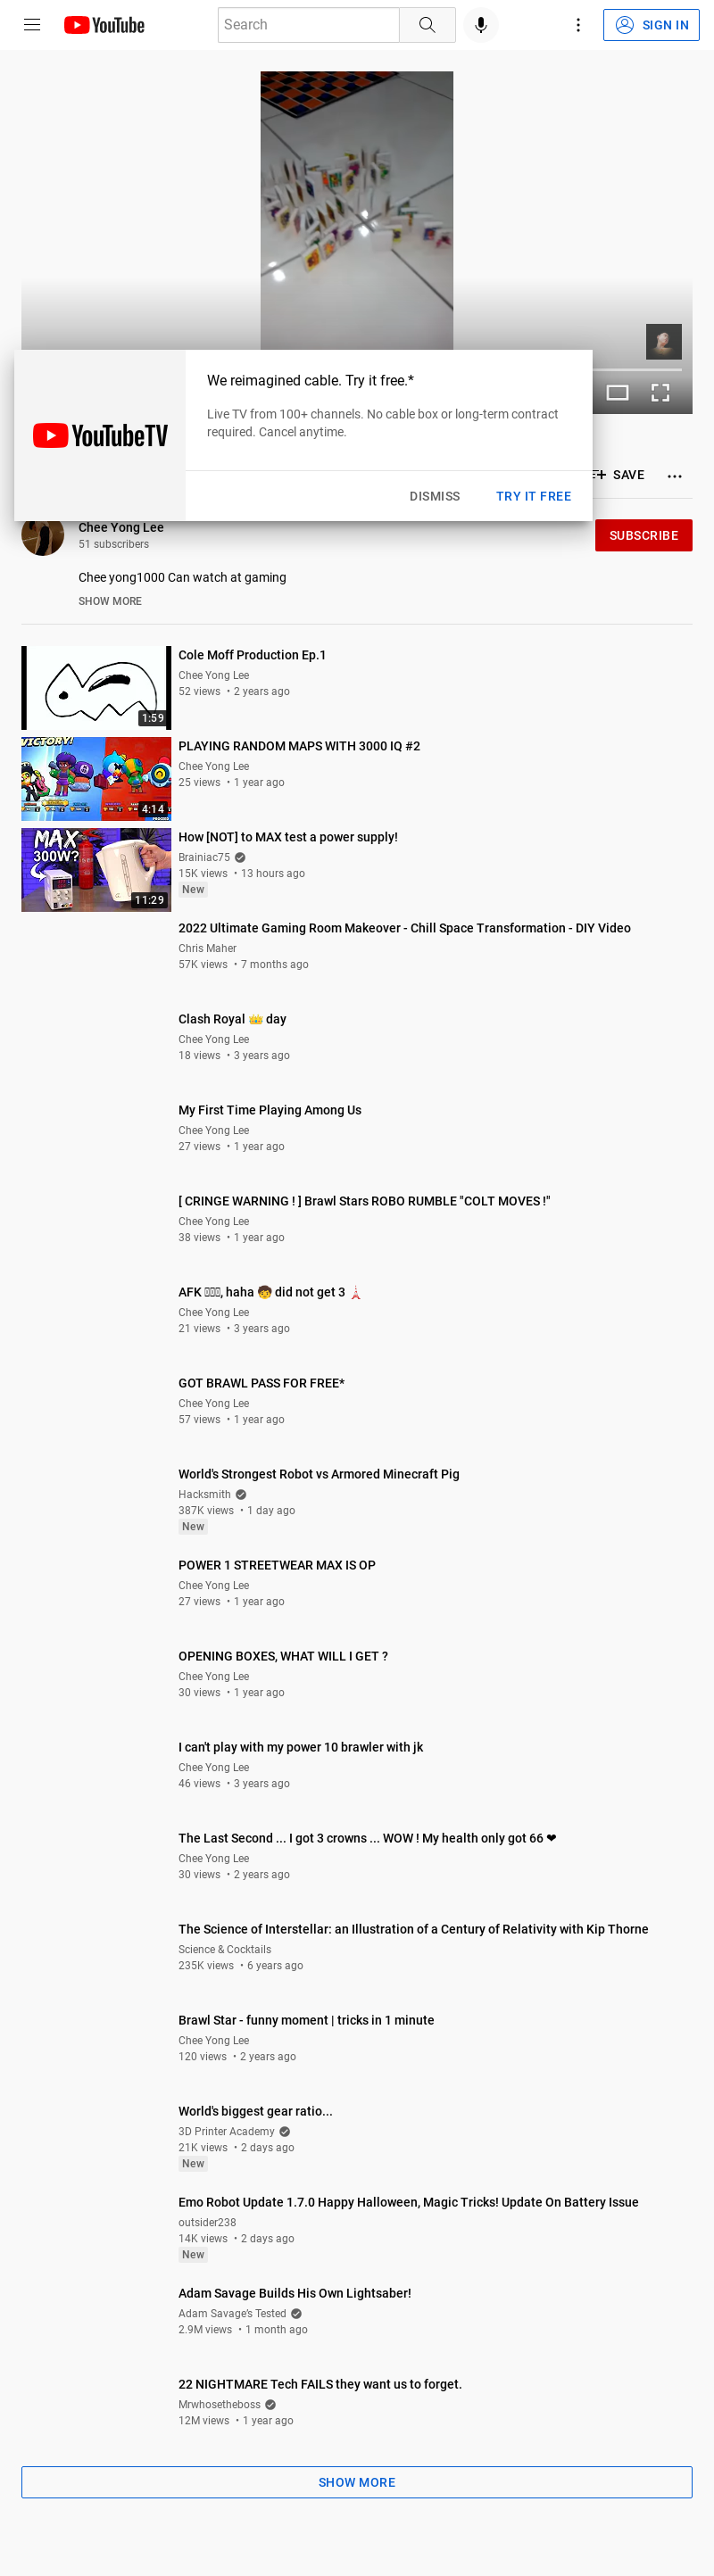 YouTube
Search
SIGN IN
We reimagined cable. Try it free.*
Live TV from 100+ channels. No cable box or long-term contract
required. Cancel anytime.
YouTubeTV
DISMISS
TRY IT FREE
SAVE
Chee Yong Lee
51 subscribers
SUBSCRIBE
Chee yong1000 Can watch at gaming
SHOW MORE
Cole Moff Production Ep.1
Chee Yong Lee
52 views • 2 years ago
1:59
PLAYING RANDOM MAPS WITH 3000 IQ #2
Chee Yong Lee
25 views • 1 year ago
VICTORY!
4:14
How [NOT] to MAX test a power supply!
Brainiac75
15K views • 13 hours ago
New
MAX
300W?
11:29
2022 Ultimate Gaming Room Makeover - Chill Space Transformation - DIY Video
Chris Maher
57K views • 7 months ago
Clash Royal 👑 day
Chee Yong Lee
18 views • 3 years ago
My First Time Playing Among Us
Chee Yong Lee
27 views • 1 year ago
[ CRINGE WARNING ! ] Brawl Stars ROBO RUMBLE "COLT MOVES !"
Chee Yong Lee
38 views • 1 year ago
AFK , haha 🧒 did not get 3 🗼
Chee Yong Lee
21 views • 3 years ago
GOT BRAWL PASS FOR FREE*
Chee Yong Lee
57 views • 1 year ago
World's Strongest Robot vs Armored Minecraft Pig
Hacksmith
387K views • 1 day ago
New
POWER 1 STREETWEAR MAX IS OP
Chee Yong Lee
27 views • 1 year ago
OPENING BOXES, WHAT WILL I GET ?
Chee Yong Lee
30 views • 1 year ago
I can't play with my power 10 brawler with jk
Chee Yong Lee
46 views • 3 years ago
The Last Second ... I got 3 crowns ... WOW ! My health only got 66 ❤
Chee Yong Lee
30 views • 2 years ago
The Science of Interstellar: an Illustration of a Century of Relativity with Kip Thorne
Science & Cocktails
235K views • 6 years ago
Brawl Star - funny moment | tricks in 1 minute
Chee Yong Lee
120 views • 2 years ago
World's biggest gear ratio...
3D Printer Academy
21K views • 2 days ago
New
Emo Robot Update 1.7.0 Happy Halloween, Magic Tricks! Update On Battery Issue
outsider238
14K views • 2 days ago
New
Adam Savage Builds His Own Lightsaber!
Adam Savage's Tested
2.9M views • 1 month ago
22 NIGHTMARE Tech FAILS they want us to forget.
Mrwhosetheboss
12M views • 1 year ago
SHOW MORE